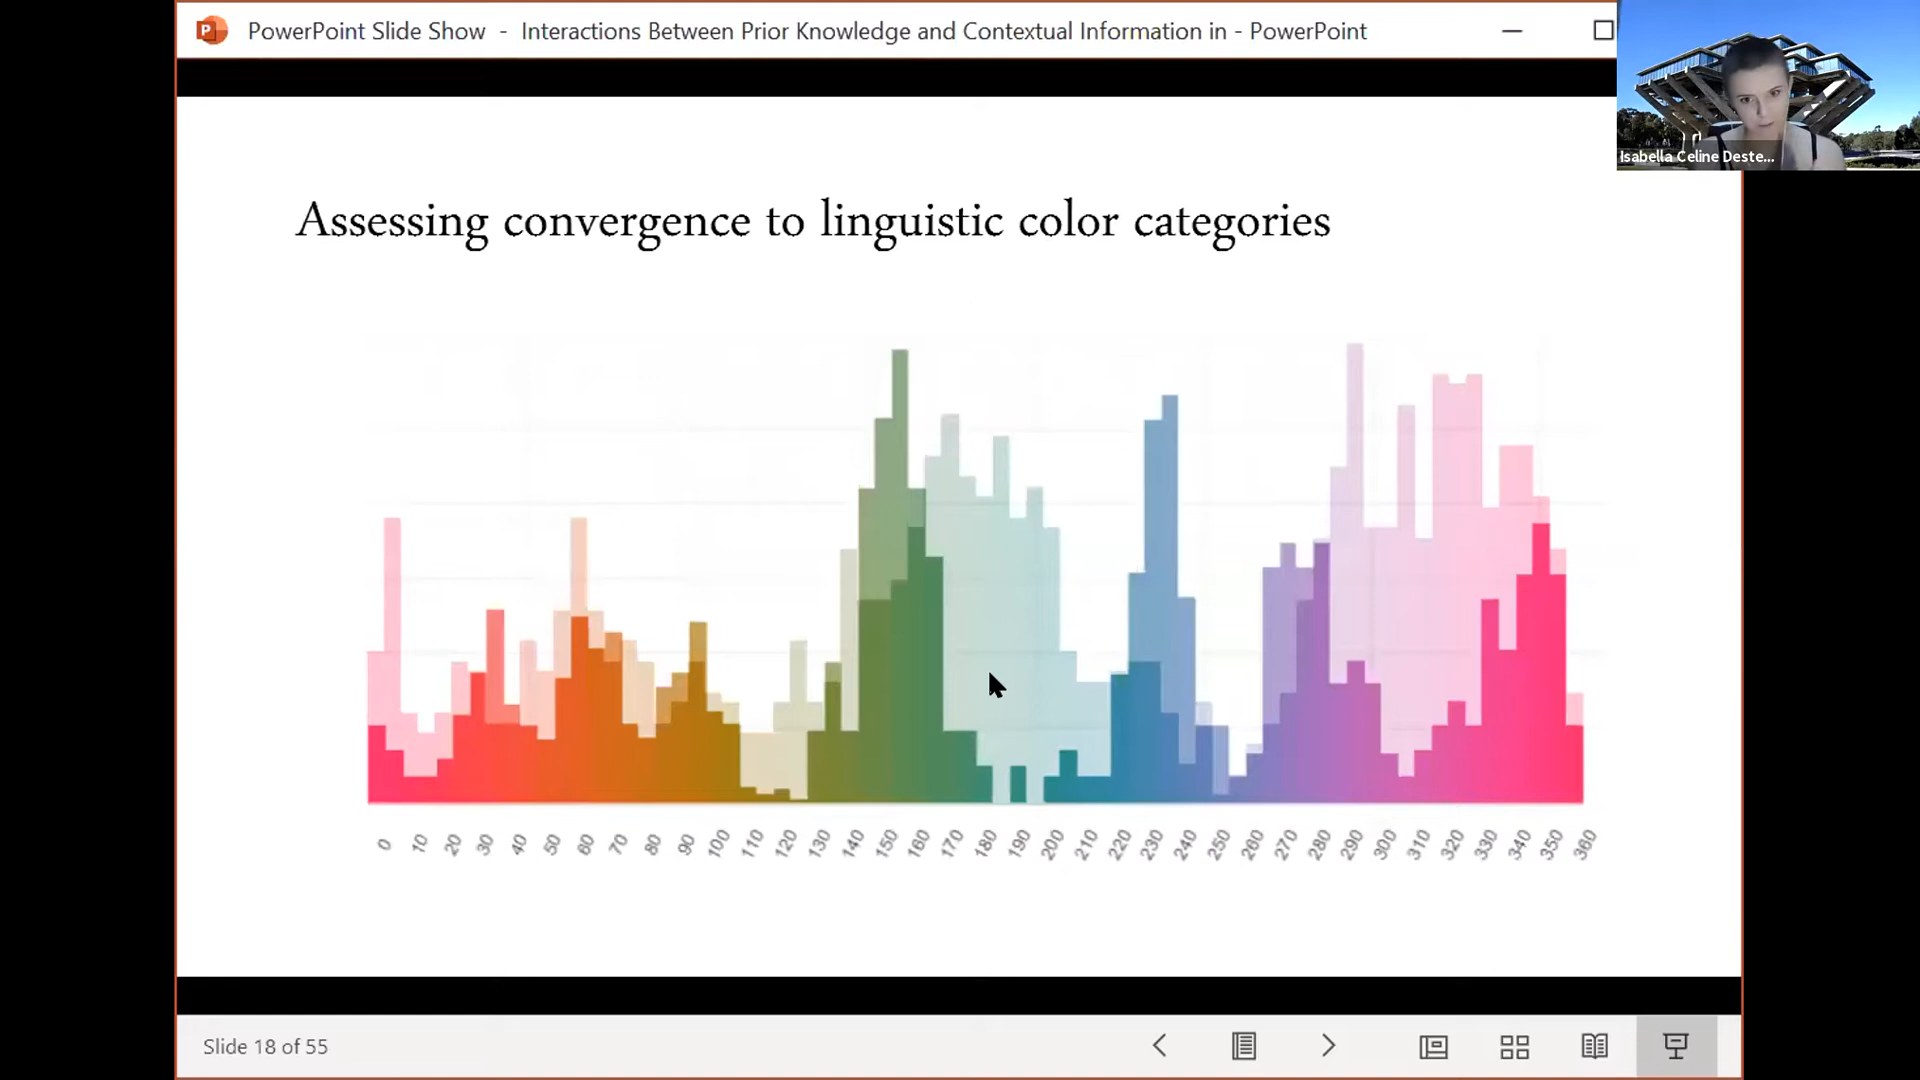 PowerPoint Slide Show - Interactions Between Prior Knowledge and Contextual Information in - PowerPoint
Isabella Celine Deste...
Assessing convergence to linguistic color categories
0 10 20 30 40 50 60 70 80 90 100 110 120 130 140 150 160 170 180 190 200 210 220 230 240 250 260 270 280 290 300 310 320 330 340 350 360
Slide 18 of 55